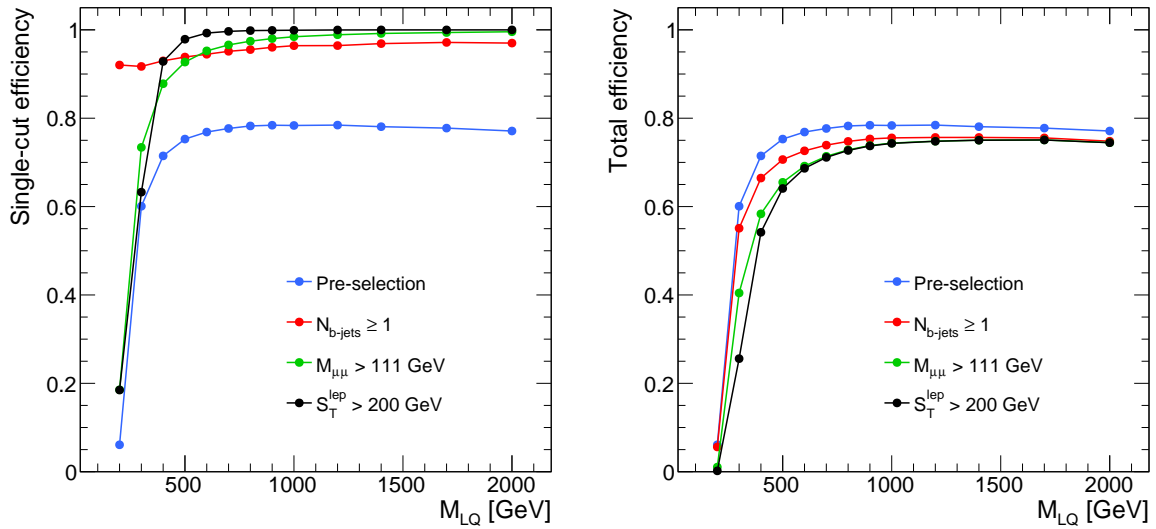 Single-cut efficiency
1
0.8
0.6
0.4
0.2
0
500
1000
1500
2000
M_LQ [GeV]
Pre-selection
N_b-jets ≥ 1
M_μμ > 111 GeV
S_T^lep > 200 GeV
Total efficiency
1
0.8
0.6
0.4
0.2
0
500
1000
1500
2000
M_LQ [GeV]
Pre-selection
N_b-jets ≥ 1
M_μμ > 111 GeV
S_T^lep > 200 GeV